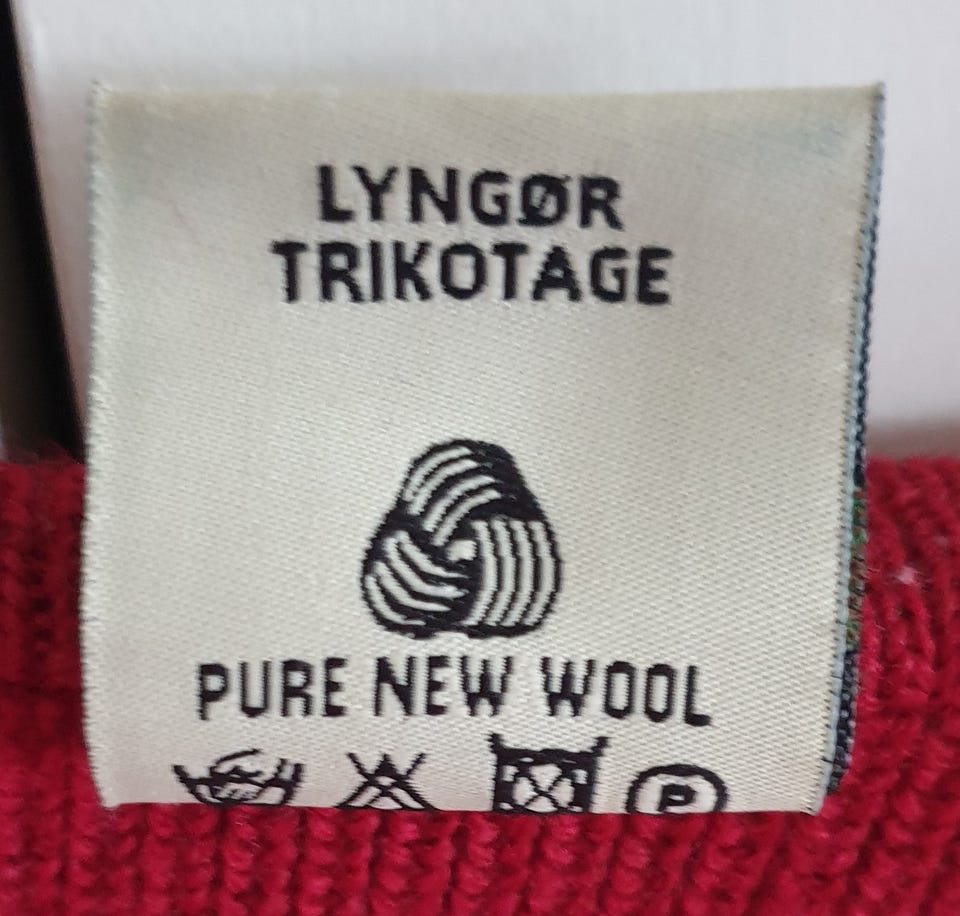 LYNGØR
TRIKOTAGE
PURE NEW WOOL
P